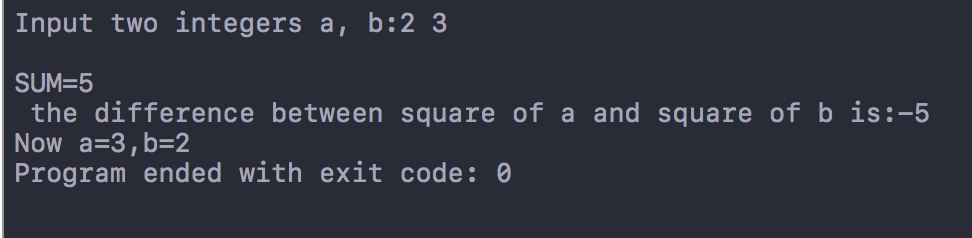 Input two integers a, b:2 3
SUM=5
the difference between square of a and square of b is:-5
Now a=3,b=2
Program ended with exit code: 0